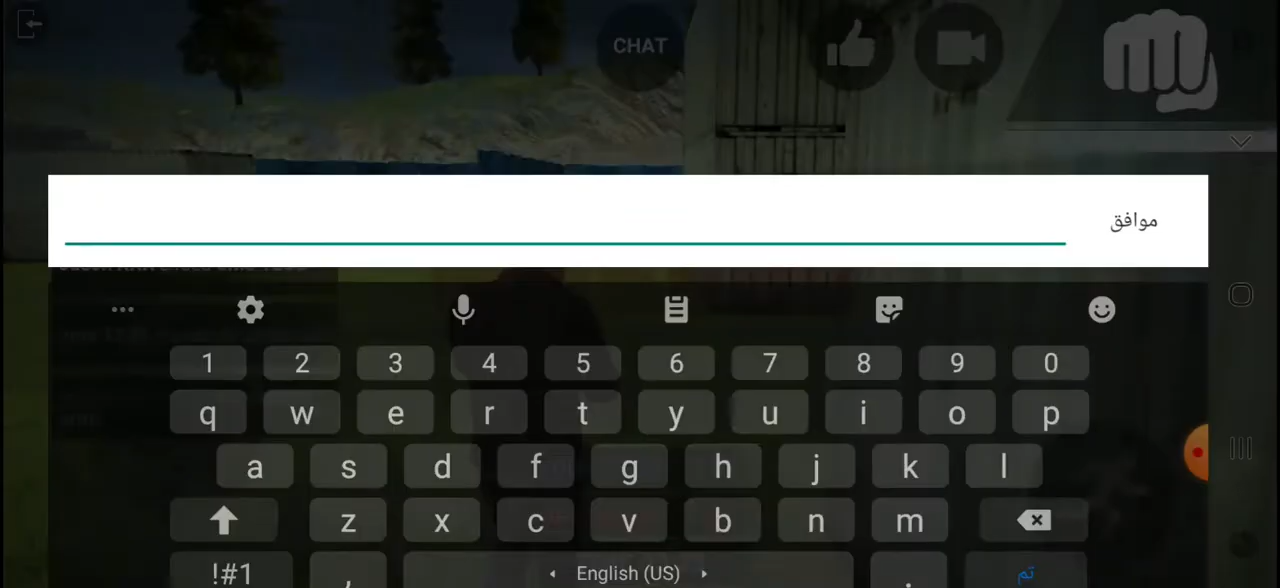 CHAT
موافق
1 2 3 4 5 6 7 8 9 0
q w e r t y u i o p
a s d f g h j k l
z x c v b n m
!#1 , English (US) . تم